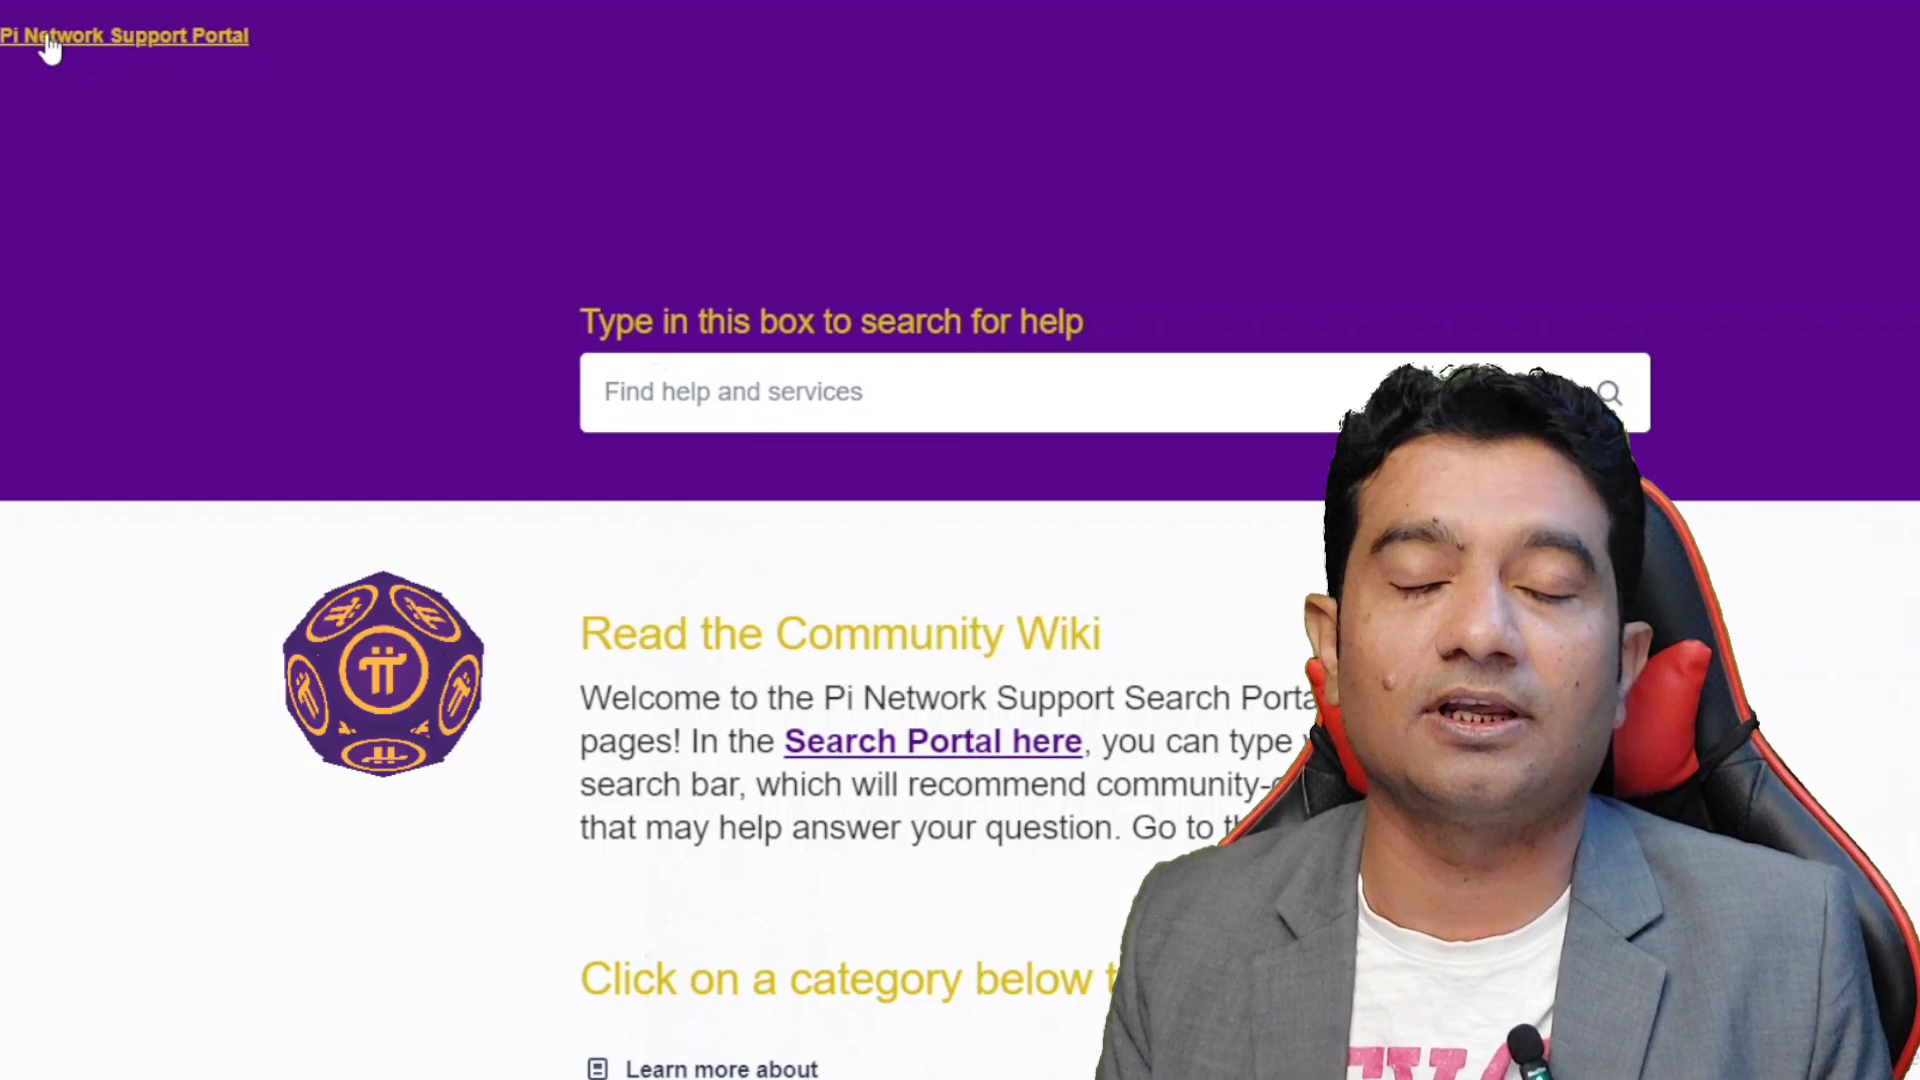 Pi Network Support Portal
Type in this box to search for help
Find help and services
Read the Community Wiki
Welcome to the Pi Network Support Search
pages! In the Search Portal here, you can type
search bar, which will recommend
that may help answer your question. Go to
Click on a category below
Learn more about